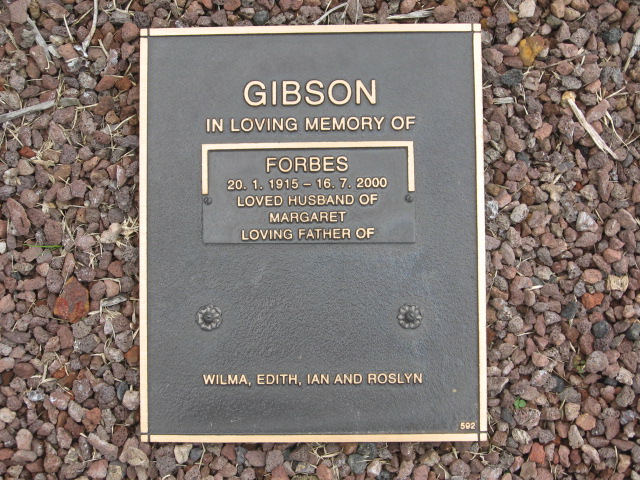 GIBSON
IN LOVING MEMORY OF
FORBES
20. 1. 1915 – 16. 7. 2000
LOVED HUSBAND OF
MARGARET
LOVING FATHER OF
WILMA, EDITH, IAN AND ROSLYN
592